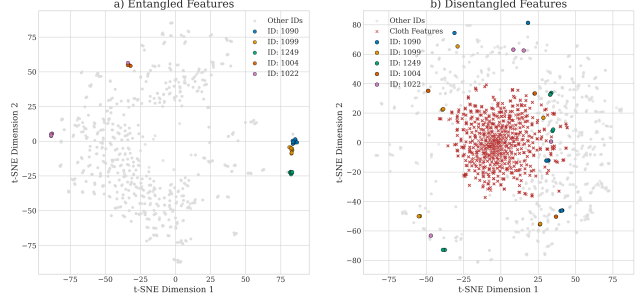 a) Entangled Features
Other IDs
ID: 1090
ID: 1099
ID: 1249
ID: 1004
ID: 1022
75
50
25
0
−25
−50
−75
t-SNE Dimension 2
−75
−50
−25
0
25
50
75
t-SNE Dimension 1
b) Disentangled Features
Other IDs
Cloth Features
ID: 1090
ID: 1099
ID: 1249
ID: 1004
ID: 1022
80
60
40
20
0
−20
−40
−60
−80
t-SNE Dimension 2
−75
−50
−25
0
25
50
75
t-SNE Dimension 1